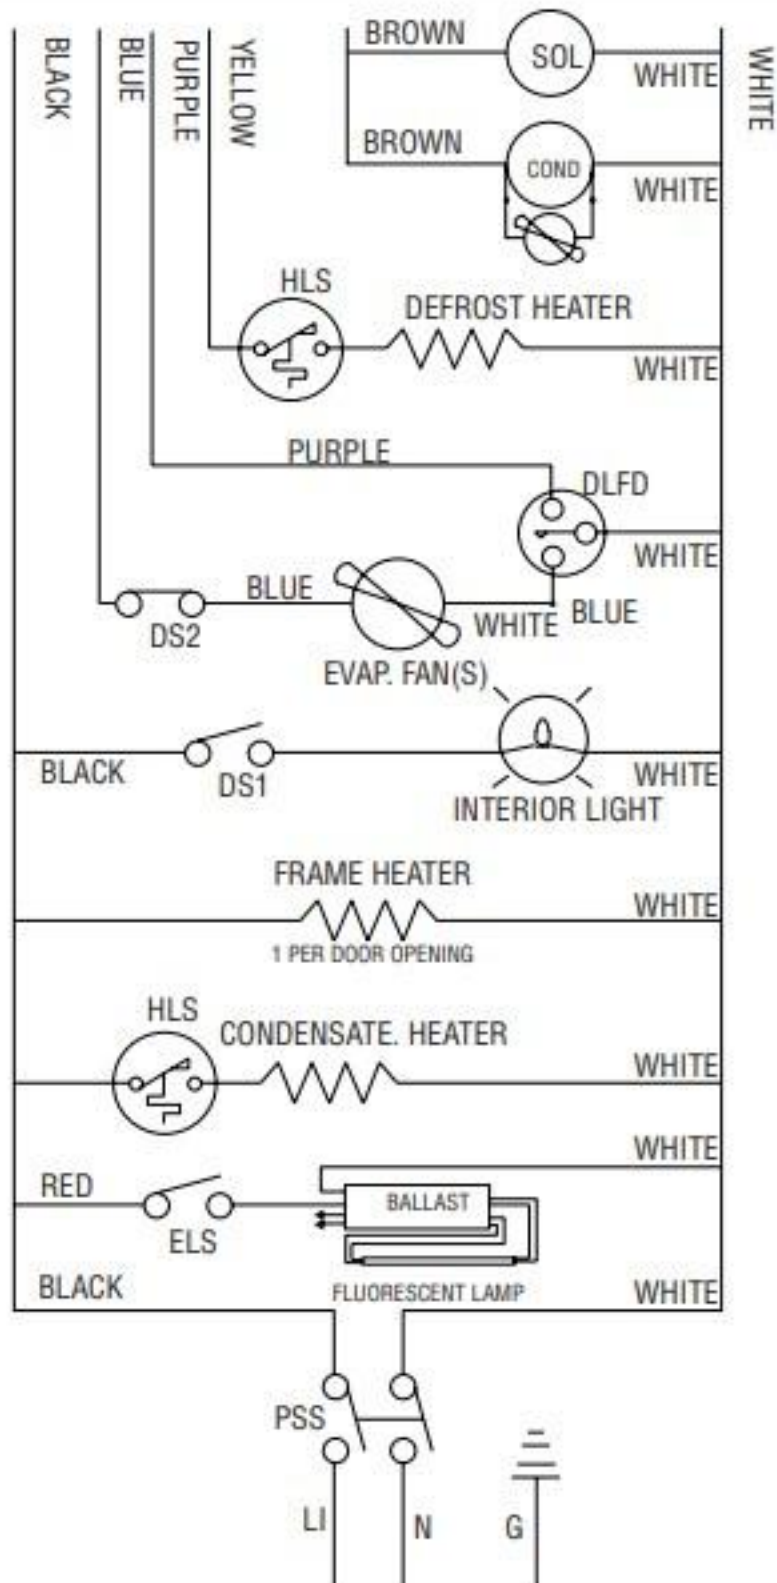 BLACK
BLUE
PURPLE
YELLOW
BROWN
SOL
WHITE
WHITE
BROWN
COND
WHITE
HLS
DEFROST HEATER
WHITE
PURPLE
DLFD
WHITE
BLUE
WHITE
BLUE
DS2
EVAP. FAN(S)
BLACK
DS1
WHITE
INTERIOR LIGHT
FRAME HEATER
WHITE
1 PER DOOR OPENING
HLS
CONDENSATE. HEATER
WHITE
WHITE
RED
BALLAST
ELS
BLACK
FLUORESCENT LAMP
WHITE
PSS
LI
N
G